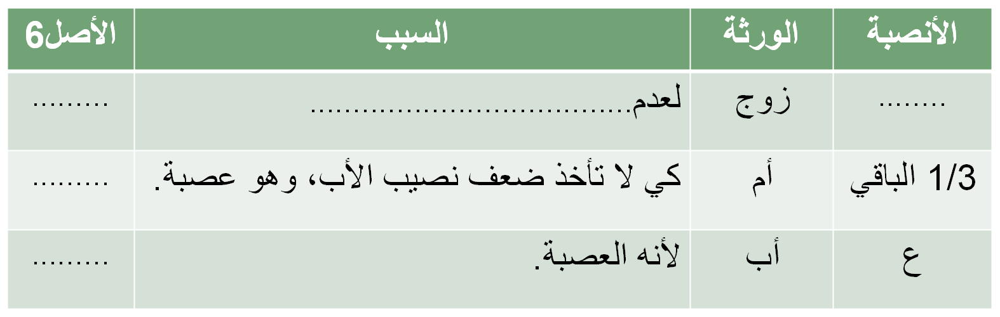 الأنصبة الورثة السبب الأصل6
........ زوج لعدم....................................... .........
1/3 الباقي أم كي لا تأخذ ضعف نصيب الأب، وهو عصبة. .........
ع أب لأنه العصبة. .........